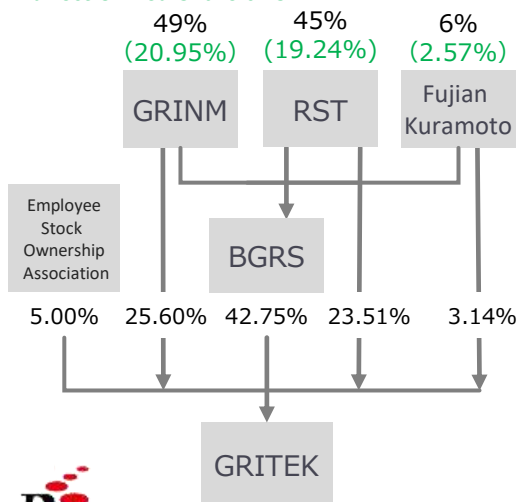 49% 45% 6%
(20.95%) (19.24%) (2.57%)
GRINM RST Fujian
Kuramoto
Employee
Stock
Ownership
Association
BGRS
5.00% 25.60% 42.75% 23.51% 3.14%
GRITEK